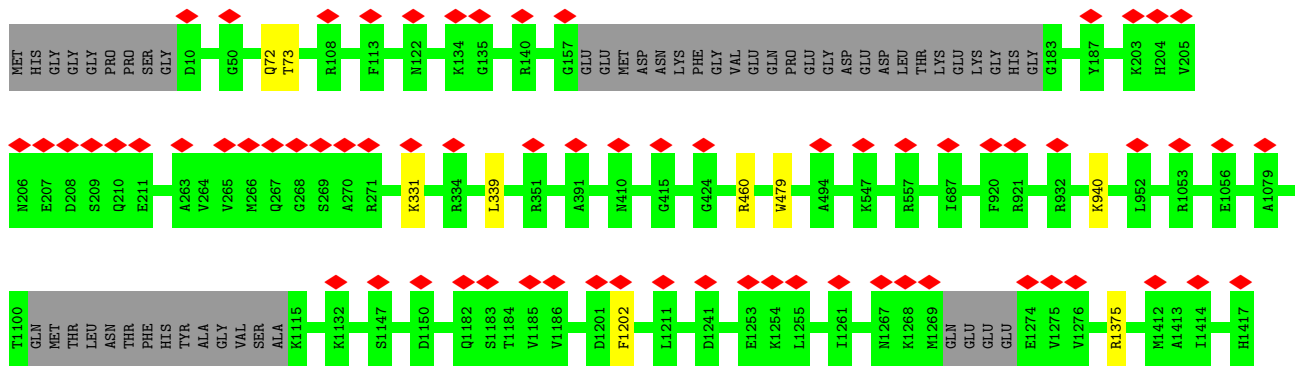 MET HIS GLY GLY GLY PRO PRO SER GLY D10 G50 Q72 T73 R108 F113 N122 K134 G135 R140 G157 GLU GLU MET ASP ASN LYS PHE GLY VAL GLU GLN PRO GLU GLY ASP GLU ASP LEU THR LYS GLU LYS GLY HIS GLY G183 Y187 K203 H204 V205
N206 E207 D208 S209 Q210 E211 A263 V264 V265 M266 Q267 G268 S269 A270 R271 K331 R334 L339 R351 A391 N410 G415 G424 R460 W479 A494 K547 R557 I687 F920 R921 R932 K940 L952 R1053 E1056 A1079
T1100 GLN MET THR LEU ASN THR PHE HIS TYR ALA GLY VAL SER ALA K1115 K1132 S1147 D1150 Q1182 S1183 T1184 V1185 V1186 D1201 F1202 L1211 D1241 E1253 K1254 L1255 I1261 N1267 K1268 M1269 GLN GLU GLU GLU E1274 V1275 V1276 R1375 M1412 A1413 I1414 H1417